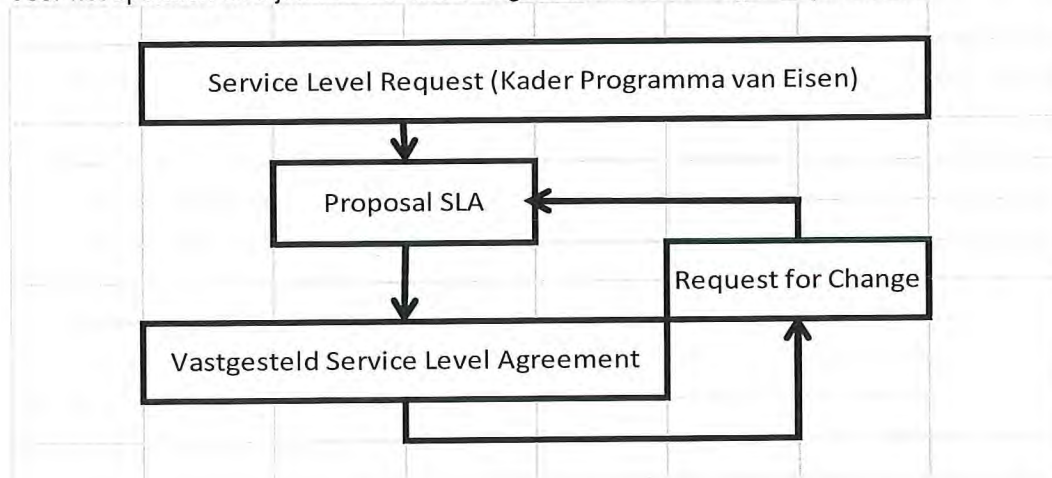 Service Level Request (Kader Programma van Eisen)
Proposal SLA
Request for Change
Vastgesteld Service Level Agreement